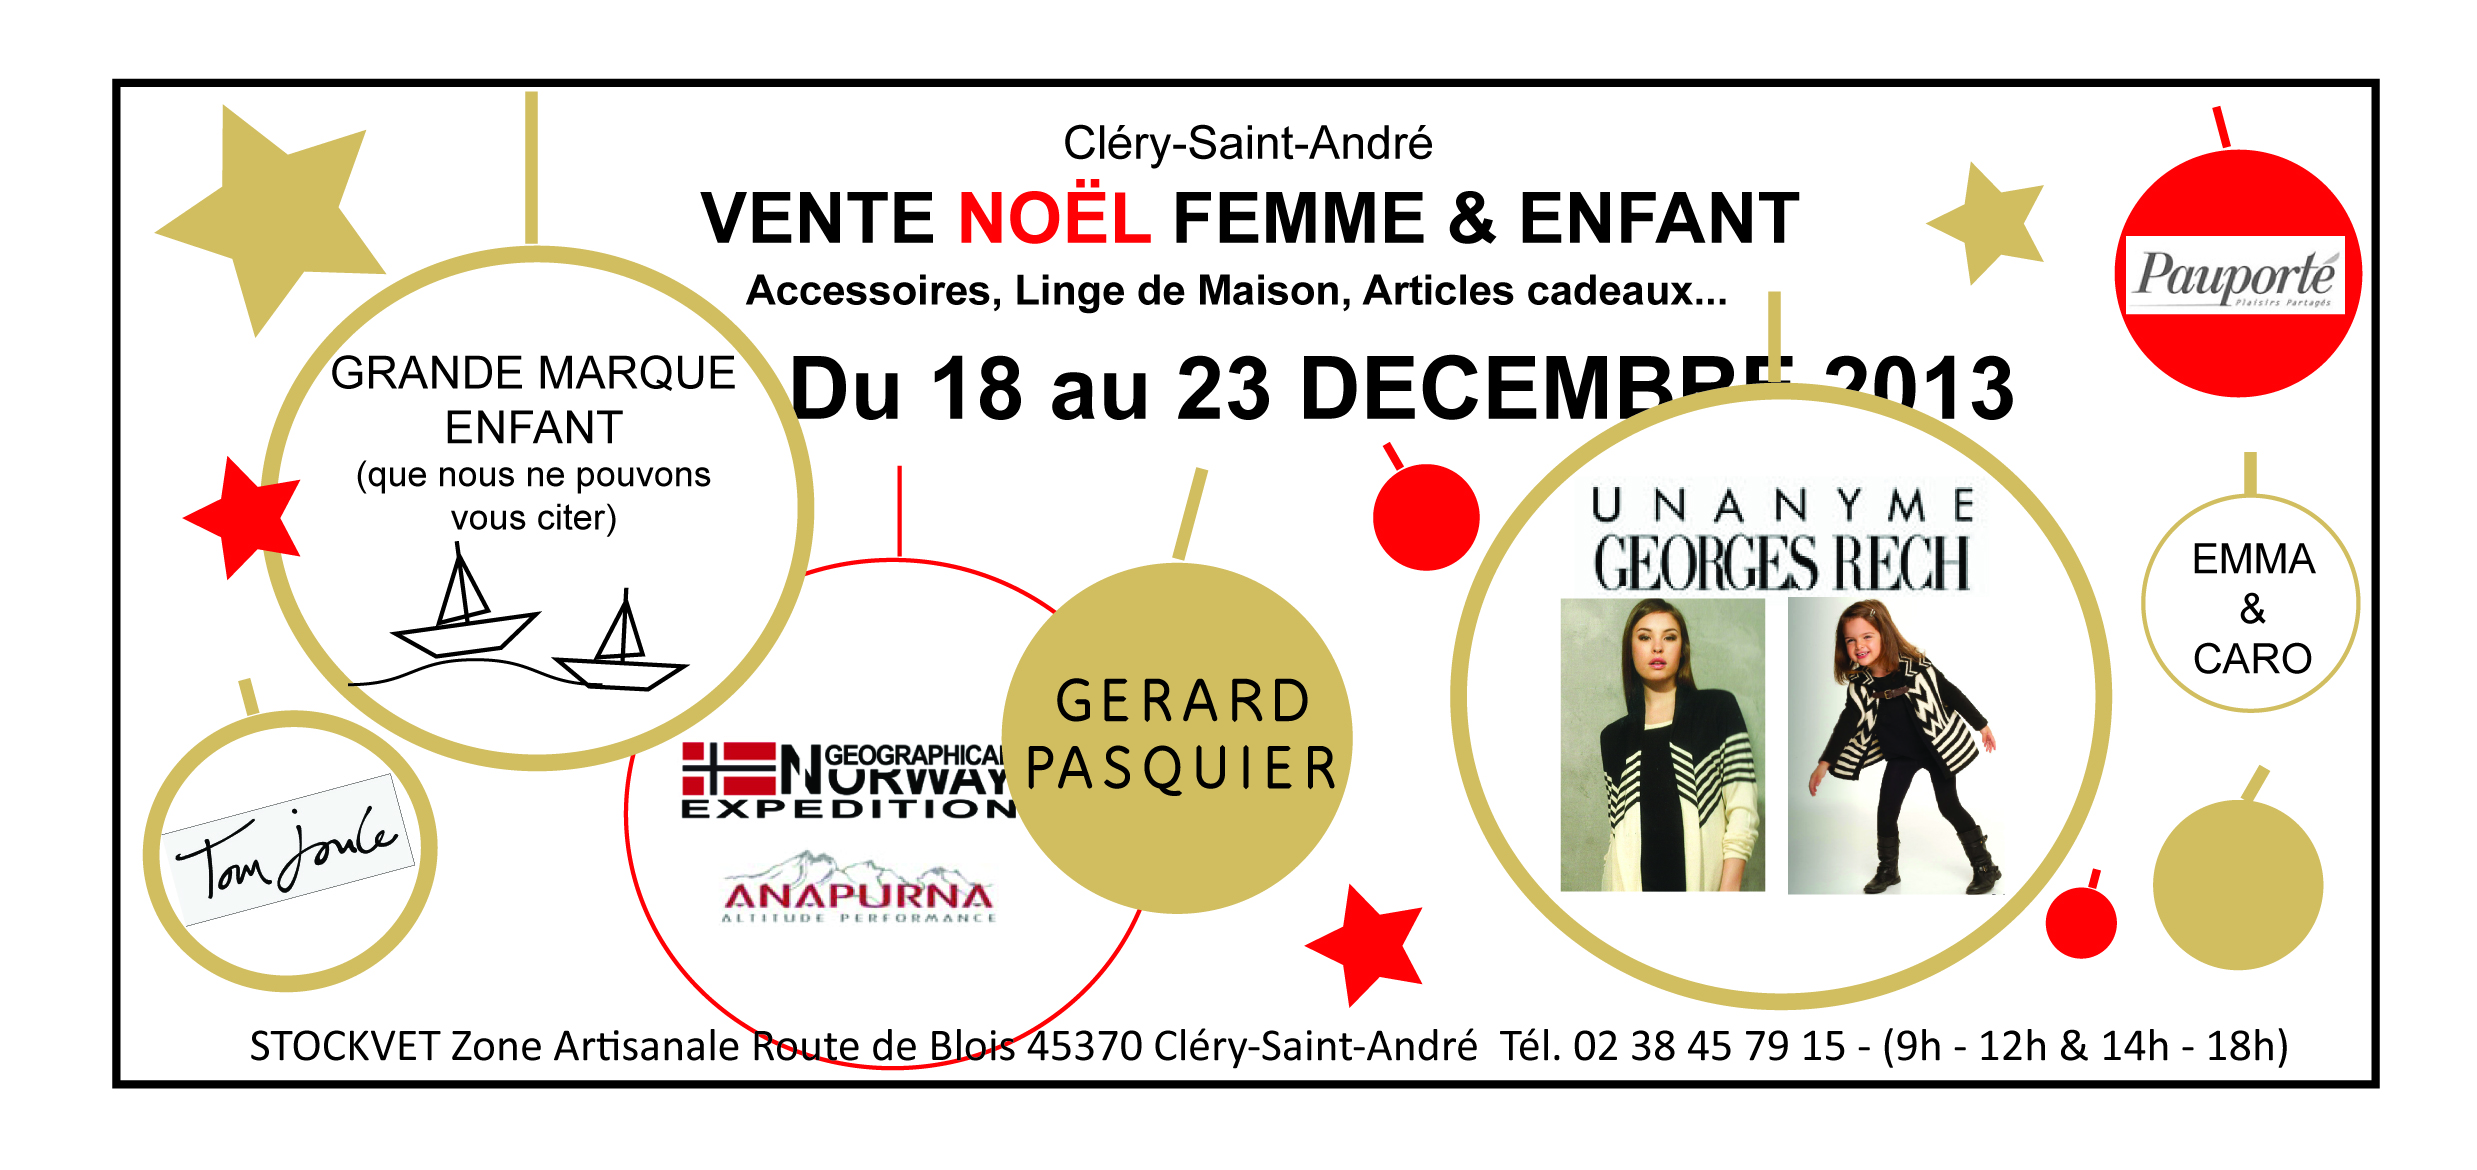 Cléry-Saint-André
VENTE NOËL FEMME & ENFANT
Accessoires, Linge de Maison, Articles cadeaux...
Du 18 au 23 DECEMBRE 2013
Pauporté
Plaisirs Partagés
GRANDE MARQUE
ENFANT
(que nous ne pouvons
vous citer)
Tom Joule
GEOGRAPHICAL
NORWAY
EXPEDITION
ANAPURNA
ALTITUDE PERFORMANCE
GERARD
PASQUIER
UNANYME
GEORGES RECH
EMMA
&
CARO
STOCKVET Zone Artisanale Route de Blois 45370 Cléry-Saint-André Tél. 02 38 45 79 15 - (9h - 12h & 14h - 18h)